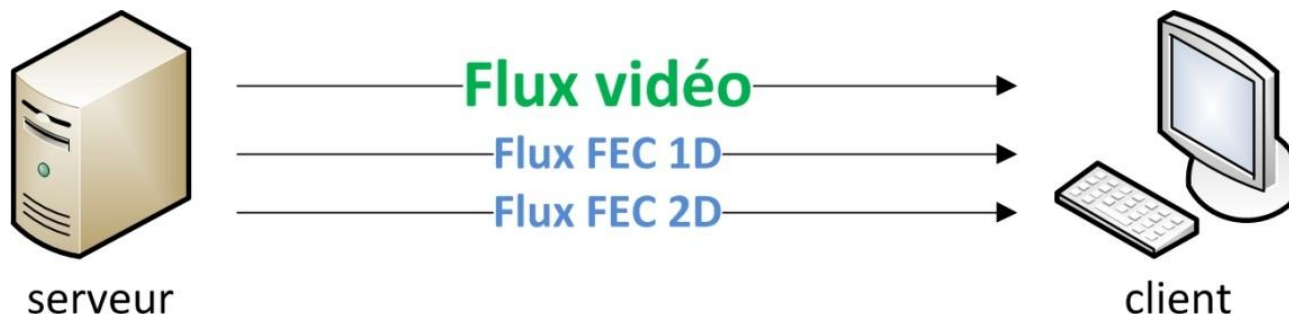 Flux vidéo
Flux FEC 1D
Flux FEC 2D
serveur
client